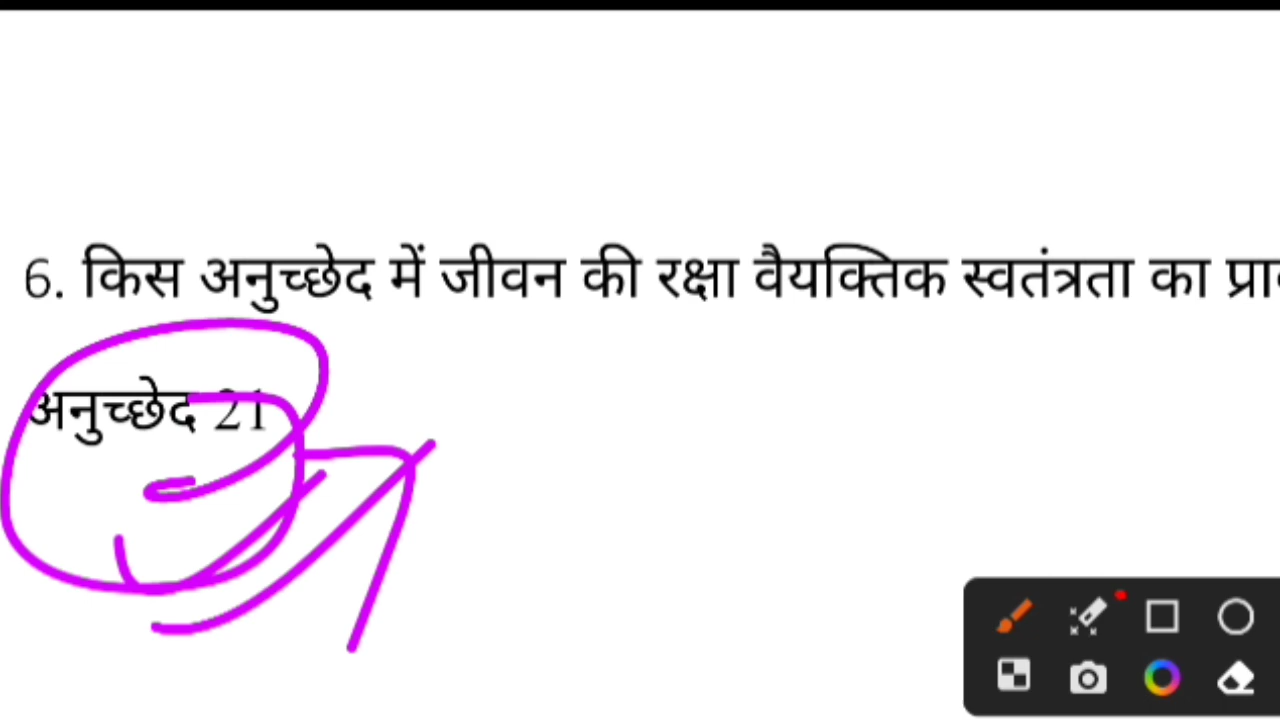 6. किस अनुच्छेद में जीवन की रक्षा वैयक्तिक स्वतंत्रता का
अनुच्छेद 21